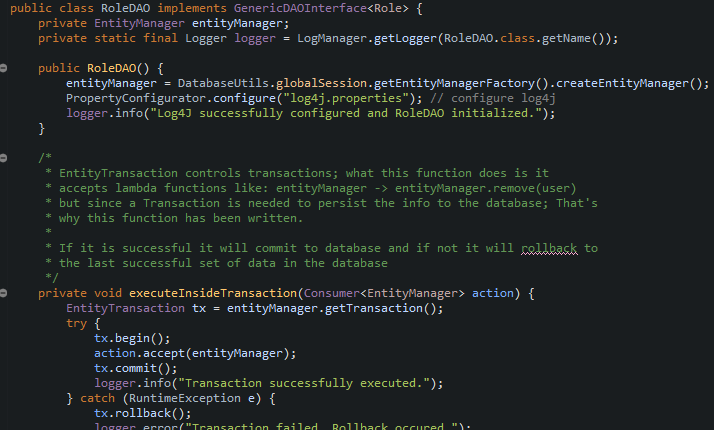 public class RoleDAO implements GenericDAOInterface<Role> {
    private EntityManager entityManager;
    private static final Logger logger = LogManager.getLogger(RoleDAO.class.getName());

    public RoleDAO() {
        entityManager = DatabaseUtils.globalSession.getEntityManagerFactory().createEntityManager();
        PropertyConfigurator.configure("log4j.properties"); // configure log4j
        logger.info("Log4J successfully configured and RoleDAO initialized.");
    }

    /*
     * EntityTransaction controls transactions; what this function does is it
     * accepts lambda functions like: entityManager -> entityManager.remove(user)
     * but since a Transaction is needed to persist the info to the database; That's
     * why this function has been written.
     *
     * If it is successful it will commit to database and if not it will rollback to
     * the last successful set of data in the database
     */
    private void executeInsideTransaction(Consumer<EntityManager> action) {
        EntityTransaction tx = entityManager.getTransaction();
        try {
            tx.begin();
            action.accept(entityManager);
            tx.commit();
            logger.info("Transaction successfully executed.");
        } catch (RuntimeException e) {
            tx.rollback();
            logger.error("Transaction failed. Rollback occured.");